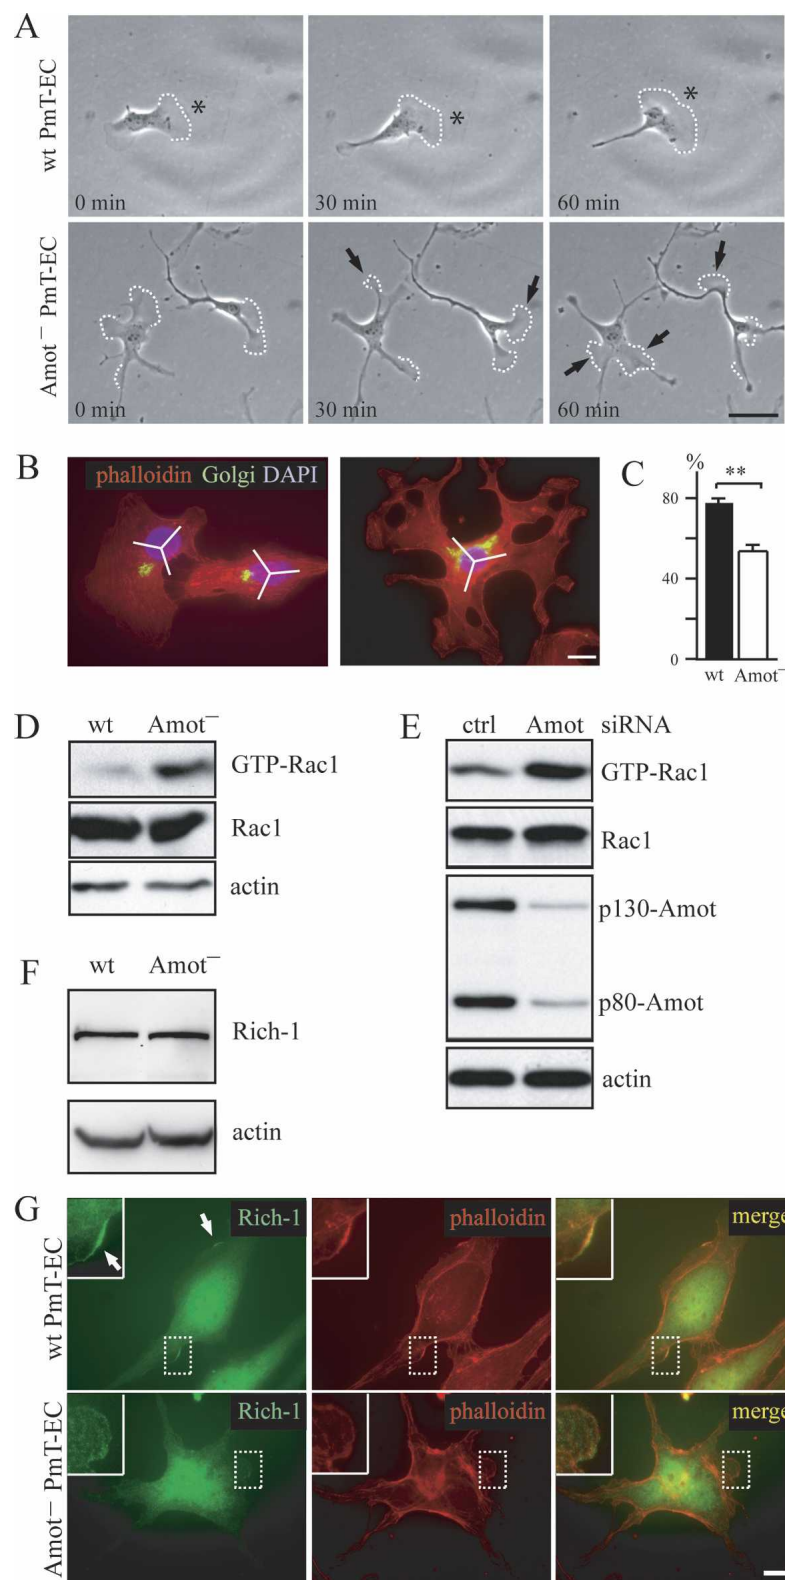 A
wt PmT-EC
*
0 min
*
30 min
*
60 min
Amot⁻ PmT-EC
0 min
30 min
60 min
B
phalloidin Golgi DAPI
C
%
**
80
40
0
wt Amot⁻
D
wt Amot⁻
GTP-Rac1
Rac1
actin
E
ctrl Amot siRNA
GTP-Rac1
Rac1
p130-Amot
p80-Amot
actin
F
wt Amot⁻
Rich-1
actin
G
wt PmT-EC
Rich-1
phalloidin
merge
Amot⁻ PmT-EC
Rich-1
phalloidin
merge